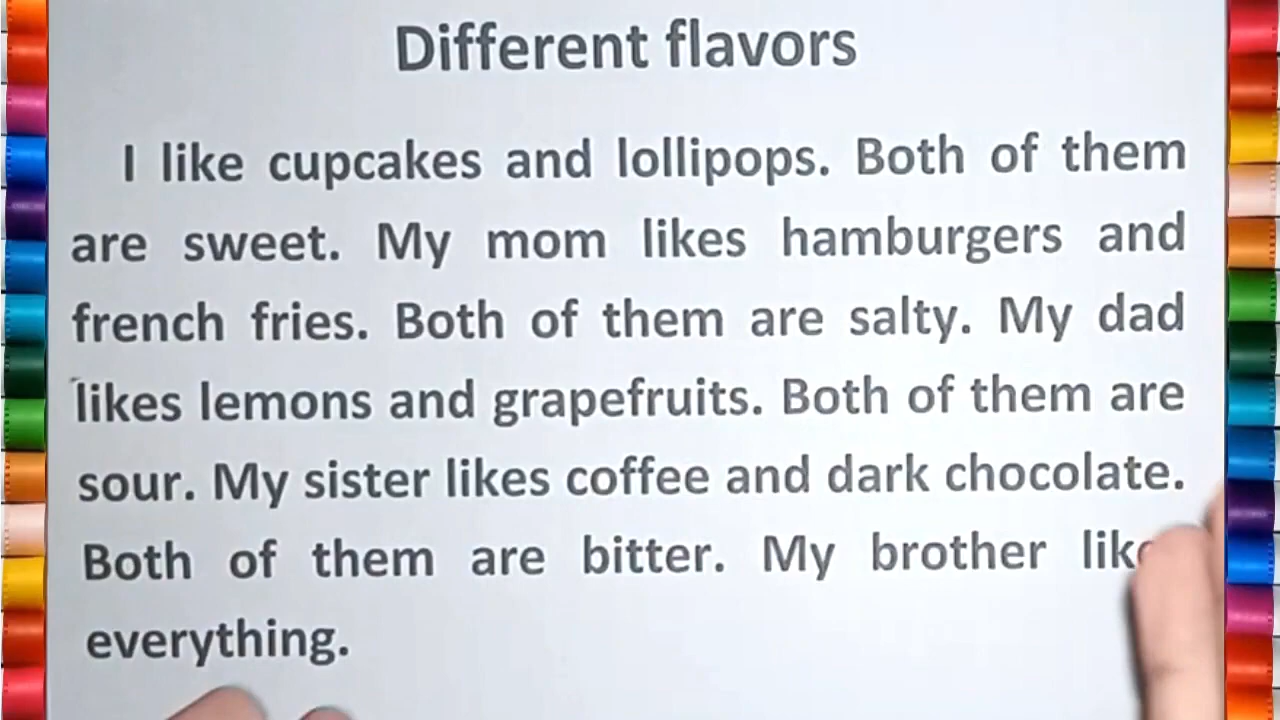 Different flavors
I like cupcakes and lollipops. Both of them
are sweet. My mom likes hamburgers and
french fries. Both of them are salty. My dad
likes lemons and grapefruits. Both of them are
sour. My sister likes coffee and dark chocolate.
Both of them are bitter. My brother
everything.